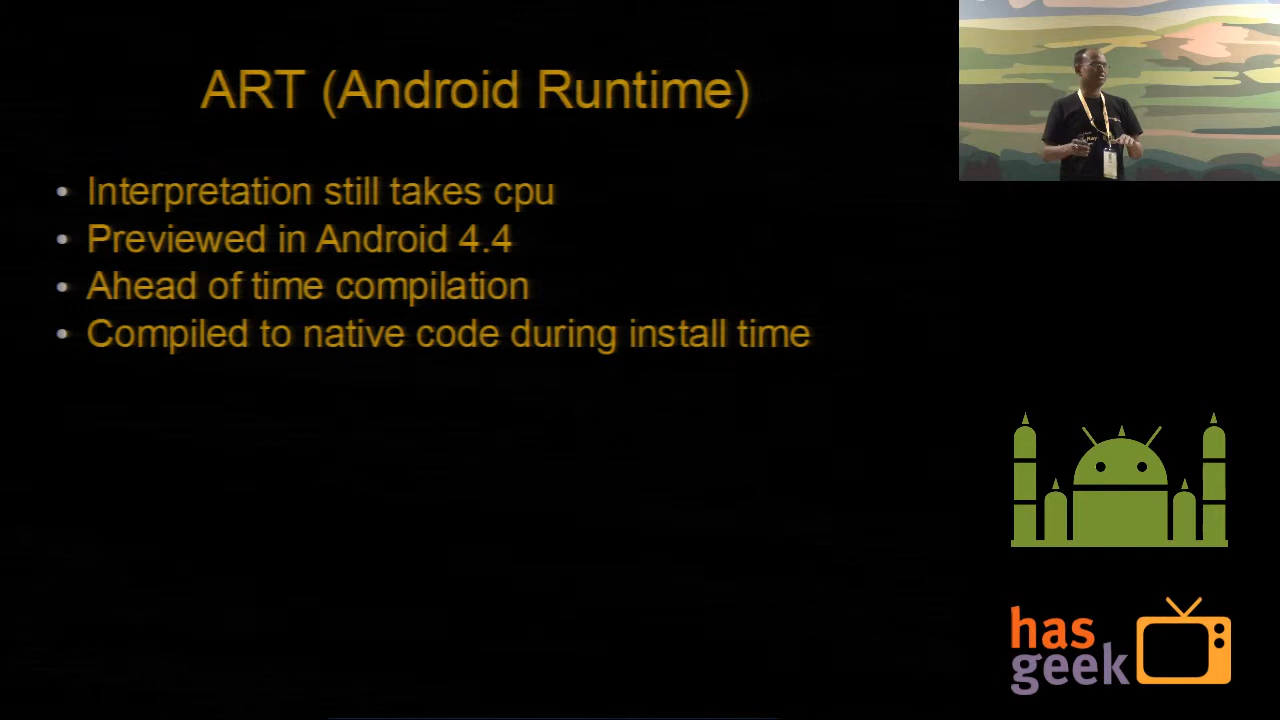 ART (Android Runtime)
• Interpretation still takes cpu
• Previewed in Android 4.4
• Ahead of time compilation
• Compiled to native code during install time
has
geek